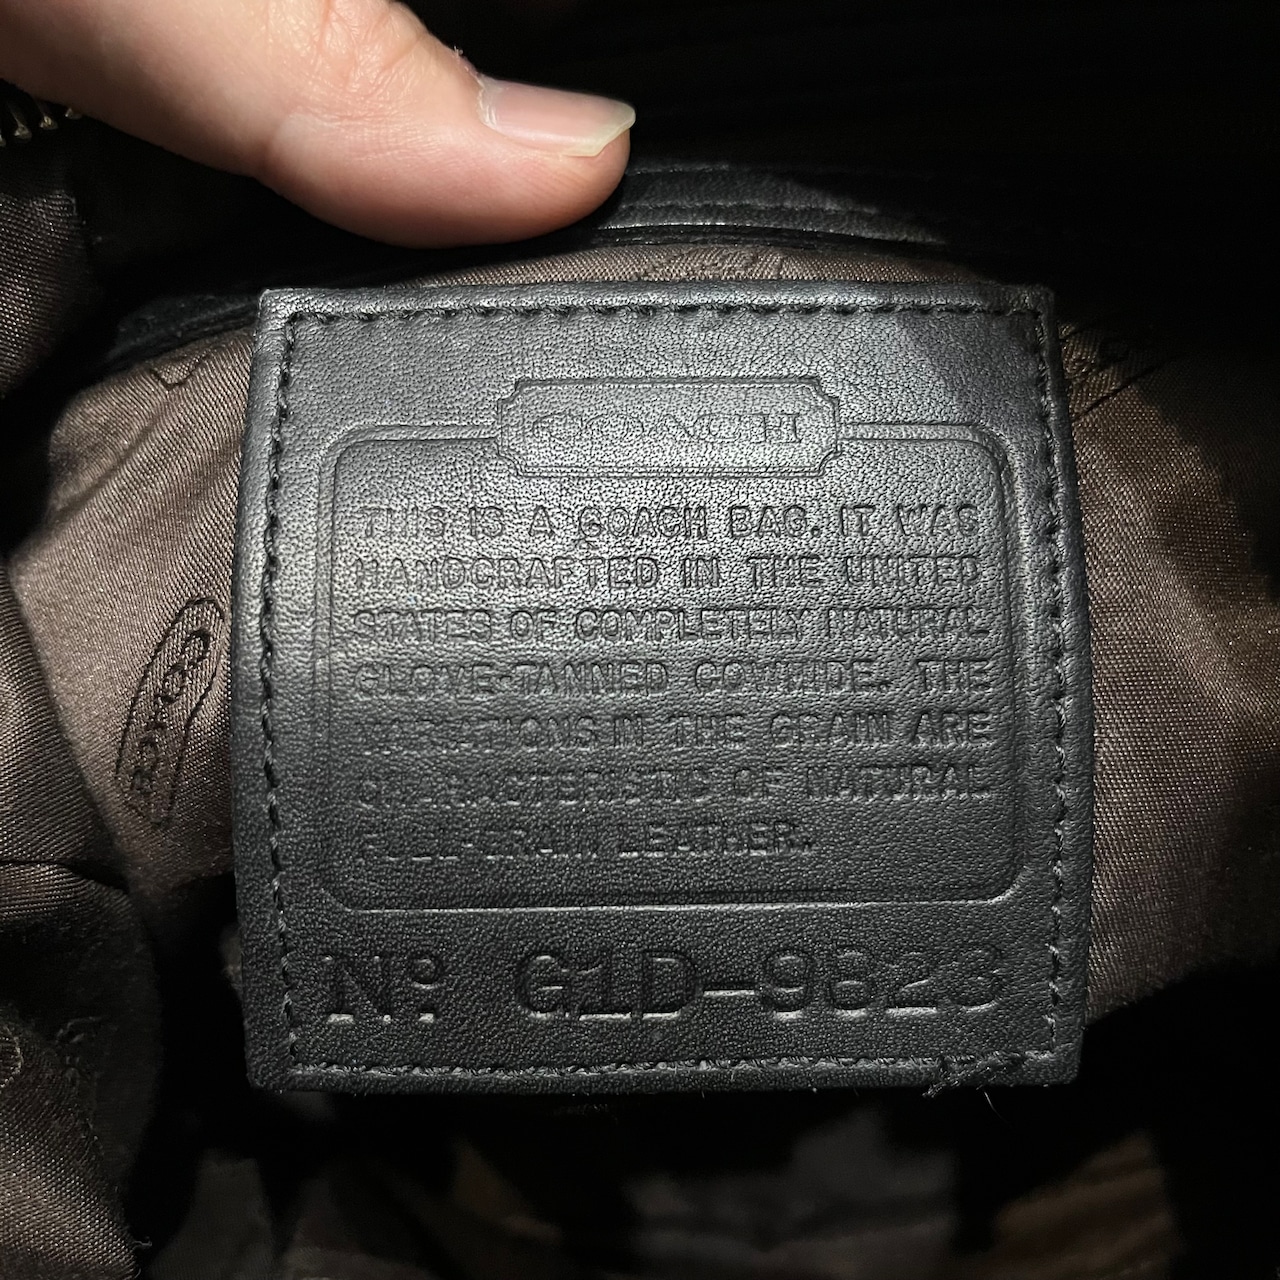 COACH
THIS IS A COACH BAG. IT WAS
HANDCRAFTED IN THE UNITED
STATES OF COMPLETELY NATURAL
GLOVE-TANNED COWHIDE. THE
VARIATIONS IN THE GRAIN ARE
CHARACTERISTIC OF NATURAL
FULL-GRAIN LEATHER.
Nº G1D-9823
COACH